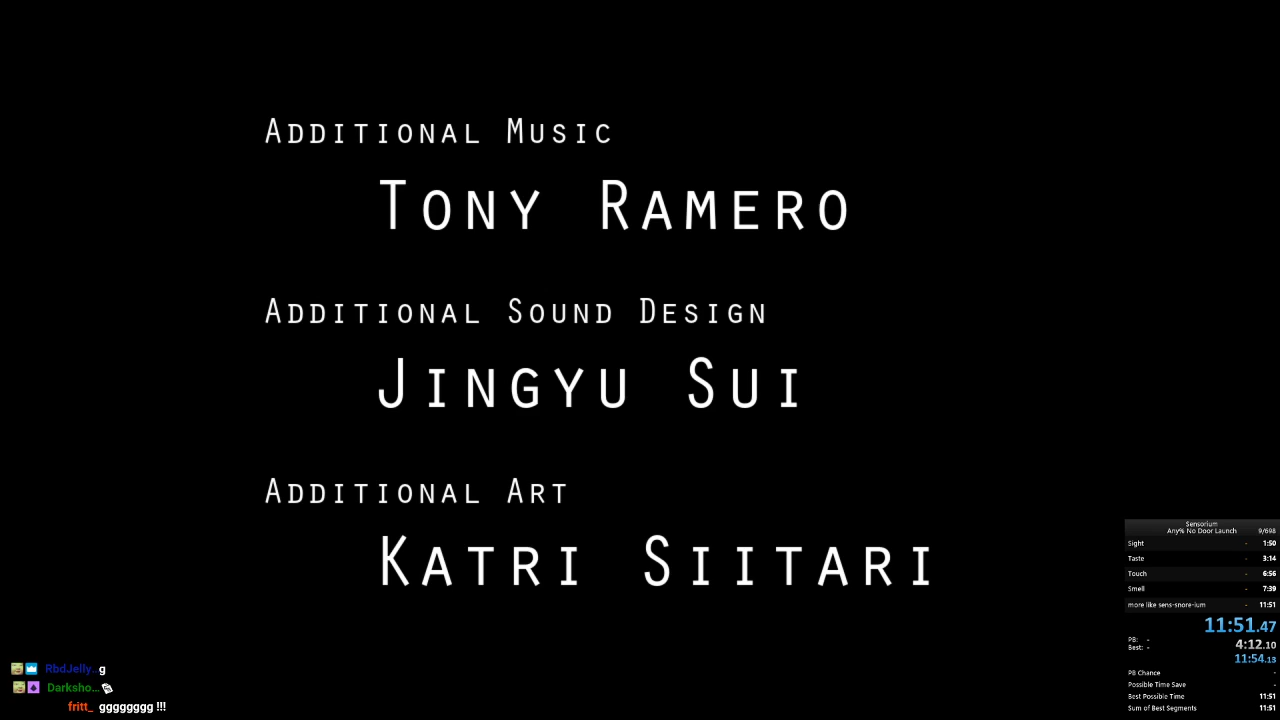 Additional Music
Tony Ramero
Additional Sound Design
Jingyu Sui
Additional Art
Katri Siitari
Sensorium
Any% No Door Launch 9/698
Sight - 1:50
Taste - 3:14
Touch - 6:56
Smell - 7:39
more like sens-snore-ium - 11:51
11:51.47
PB: -
4:12.10
Best: -
11:54.13
PB Chance -
Possible Time Save -
Best Possible Time 11:51
Sum of Best Segments 11:51
RbdJelly.. g
Darksho...
fritt_ gggggggg !!!